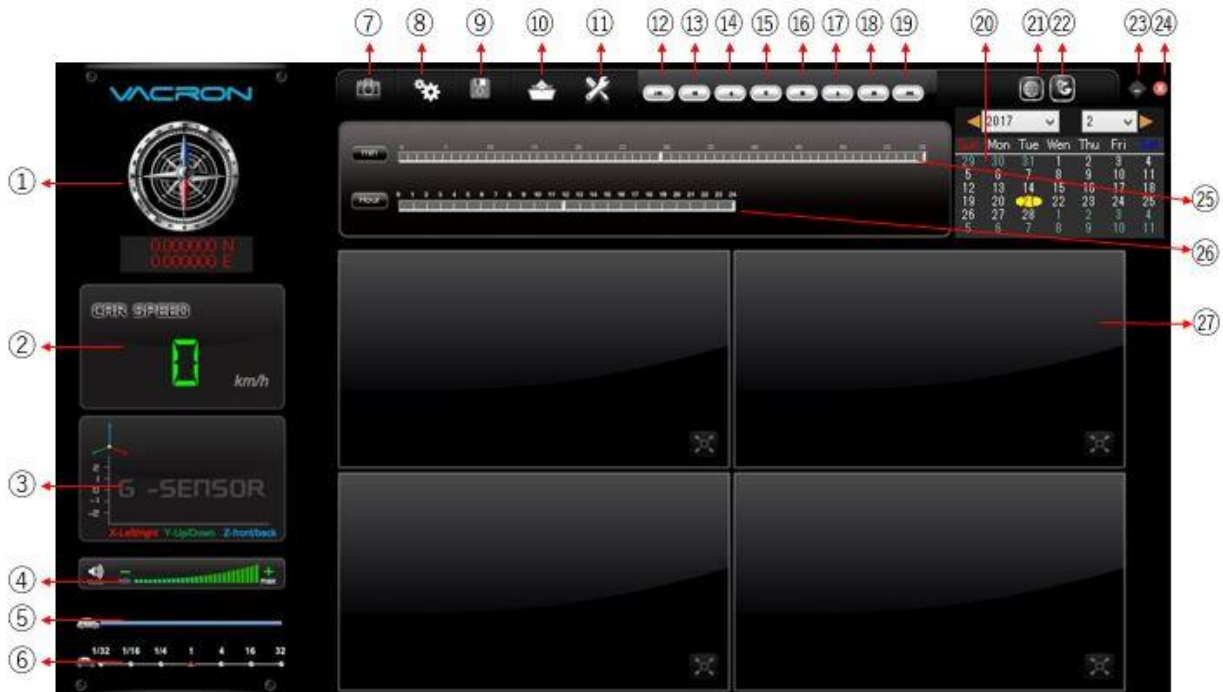 ⑦ ⑧ ⑨ ⑩ ⑪ ⑫ ⑬ ⑭ ⑮ ⑯ ⑰ ⑱ ⑲ ⑳ ㉑ ㉒ ㉓ ㉔
VACRON
①
0.000000 N
0.000000 E
min
Hour 0 1 2 3 4 5 6 7 8 9 10 11 12 13 14 15 16 17 18 19 20 21 22 23 24
2017 2
Sun Mon Tue Wen Thu Fri Sat
29 30 31 1 2 3 4
5 6 7 8 9 10 11
12 13 14 15 16 17 18
19 20 21 22 23 24 25
26 27 28 1 2 3 4
5 6 7 8 9 10 11
㉕
㉖
㉗
CAR SPEED
②
0
km/h
③
G -SENSOR
X-Left/right Y-Up/Down Z-front/back
④
min max
⑤
⑥
1/32 1/16 1/4 1 4 16 32